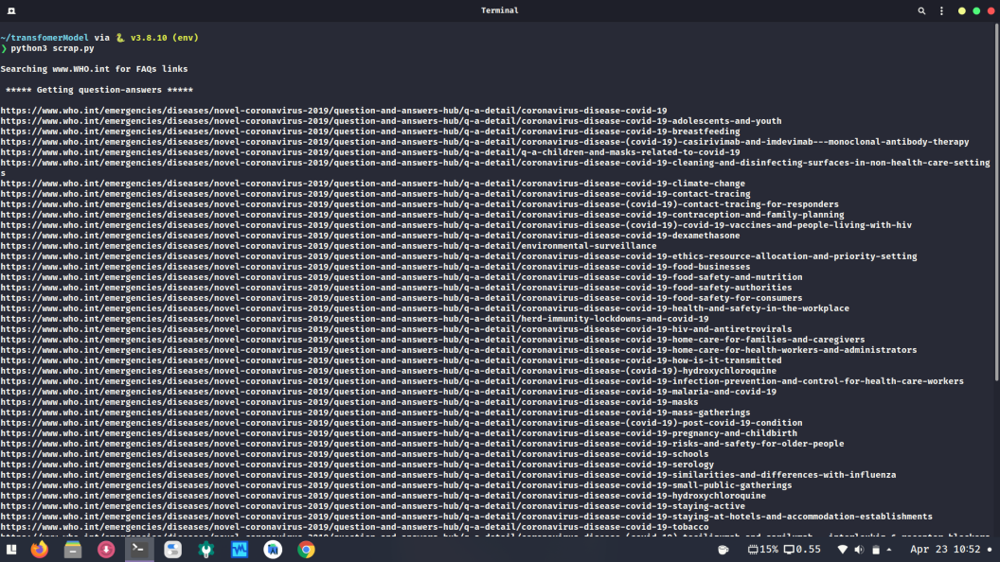 Terminal
~/transfomerModel via v3.8.10 (env)
❯ python3 scrap.py
Searching www.WHO.int for FAQs links
***** Getting question-answers *****
https://www.who.int/emergencies/diseases/novel-coronavirus-2019/question-and-answers-hub/q-a-detail/coronavirus-disease-covid-19
https://www.who.int/emergencies/diseases/novel-coronavirus-2019/question-and-answers-hub/q-a-detail/coronavirus-disease-covid-19-adolescents-and-youth
https://www.who.int/emergencies/diseases/novel-coronavirus-2019/question-and-answers-hub/q-a-detail/coronavirus-disease-covid-19-breastfeeding
https://www.who.int/emergencies/diseases/novel-coronavirus-2019/question-and-answers-hub/q-a-detail/coronavirus-disease-(covid-19)-casirivimab-and-imdevimab---monoclonal-antibody-therapy
https://www.who.int/emergencies/diseases/novel-coronavirus-2019/question-and-answers-hub/q-a-detail/q-a-children-and-masks-related-to-covid-19
https://www.who.int/emergencies/diseases/novel-coronavirus-2019/question-and-answers-hub/q-a-detail/coronavirus-disease-covid-19-cleaning-and-disinfecting-surfaces-in-non-health-care-setting
s
https://www.who.int/emergencies/diseases/novel-coronavirus-2019/question-and-answers-hub/q-a-detail/coronavirus-disease-covid-19-climate-change
https://www.who.int/emergencies/diseases/novel-coronavirus-2019/question-and-answers-hub/q-a-detail/coronavirus-disease-covid-19-contact-tracing
https://www.who.int/emergencies/diseases/novel-coronavirus-2019/question-and-answers-hub/q-a-detail/coronavirus-disease-(covid-19)-contact-tracing-for-responders
https://www.who.int/emergencies/diseases/novel-coronavirus-2019/question-and-answers-hub/q-a-detail/coronavirus-disease-covid-19-contraception-and-family-planning
https://www.who.int/emergencies/diseases/novel-coronavirus-2019/question-and-answers-hub/q-a-detail/coronavirus-disease-(covid-19)-covid-19-vaccines-and-people-living-with-hiv
https://www.who.int/emergencies/diseases/novel-coronavirus-2019/question-and-answers-hub/q-a-detail/coronavirus-disease-covid-19-dexamethasone
https://www.who.int/emergencies/diseases/novel-coronavirus-2019/question-and-answers-hub/q-a-detail/environmental-surveillance
https://www.who.int/emergencies/diseases/novel-coronavirus-2019/question-and-answers-hub/q-a-detail/coronavirus-disease-covid-19-ethics-resource-allocation-and-priority-setting
https://www.who.int/emergencies/diseases/novel-coronavirus-2019/question-and-answers-hub/q-a-detail/coronavirus-disease-covid-19-food-businesses
https://www.who.int/emergencies/diseases/novel-coronavirus-2019/question-and-answers-hub/q-a-detail/coronavirus-disease-covid-19-food-safety-and-nutrition
https://www.who.int/emergencies/diseases/novel-coronavirus-2019/question-and-answers-hub/q-a-detail/coronavirus-disease-covid-19-food-safety-authorities
https://www.who.int/emergencies/diseases/novel-coronavirus-2019/question-and-answers-hub/q-a-detail/coronavirus-disease-covid-19-food-safety-for-consumers
https://www.who.int/emergencies/diseases/novel-coronavirus-2019/question-and-answers-hub/q-a-detail/coronavirus-disease-covid-19-health-and-safety-in-the-workplace
https://www.who.int/emergencies/diseases/novel-coronavirus-2019/question-and-answers-hub/q-a-detail/herd-immunity-lockdowns-and-covid-19
https://www.who.int/emergencies/diseases/novel-coronavirus-2019/question-and-answers-hub/q-a-detail/coronavirus-disease-covid-19-hiv-and-antiretrovirals
https://www.who.int/emergencies/diseases/novel-coronavirus-2019/question-and-answers-hub/q-a-detail/coronavirus-disease-covid-19-home-care-for-families-and-caregivers
https://www.who.int/emergencies/diseases/novel-coronavirus-2019/question-and-answers-hub/q-a-detail/coronavirus-disease-covid-19-home-care-for-health-workers-and-administrators
https://www.who.int/emergencies/diseases/novel-coronavirus-2019/question-and-answers-hub/q-a-detail/coronavirus-disease-covid-19-how-is-it-transmitted
https://www.who.int/emergencies/diseases/novel-coronavirus-2019/question-and-answers-hub/q-a-detail/coronavirus-disease-(covid-19)-hydroxychloroquine
https://www.who.int/emergencies/diseases/novel-coronavirus-2019/question-and-answers-hub/q-a-detail/coronavirus-disease-covid-19-infection-prevention-and-control-for-health-care-workers
https://www.who.int/emergencies/diseases/novel-coronavirus-2019/question-and-answers-hub/q-a-detail/coronavirus-disease-covid-19-malaria-and-covid-19
https://www.who.int/emergencies/diseases/novel-coronavirus-2019/question-and-answers-hub/q-a-detail/coronavirus-disease-covid-19-masks
https://www.who.int/emergencies/diseases/novel-coronavirus-2019/question-and-answers-hub/q-a-detail/coronavirus-disease-covid-19-mass-gatherings
https://www.who.int/emergencies/diseases/novel-coronavirus-2019/question-and-answers-hub/q-a-detail/coronavirus-disease-(covid-19)-post-covid-19-condition
https://www.who.int/emergencies/diseases/novel-coronavirus-2019/question-and-answers-hub/q-a-detail/coronavirus-disease-covid-19-pregnancy-and-childbirth
https://www.who.int/emergencies/diseases/novel-coronavirus-2019/question-and-answers-hub/q-a-detail/coronavirus-disease-covid-19-risks-and-safety-for-older-people
https://www.who.int/emergencies/diseases/novel-coronavirus-2019/question-and-answers-hub/q-a-detail/coronavirus-disease-covid-19-schools
https://www.who.int/emergencies/diseases/novel-coronavirus-2019/question-and-answers-hub/q-a-detail/coronavirus-disease-covid-19-serology
https://www.who.int/emergencies/diseases/novel-coronavirus-2019/question-and-answers-hub/q-a-detail/coronavirus-disease-covid-19-similarities-and-differences-with-influenza
https://www.who.int/emergencies/diseases/novel-coronavirus-2019/question-and-answers-hub/q-a-detail/coronavirus-disease-covid-19-small-public-gatherings
https://www.who.int/emergencies/diseases/novel-coronavirus-2019/question-and-answers-hub/q-a-detail/coronavirus-disease-covid-19-hydroxychloroquine
https://www.who.int/emergencies/diseases/novel-coronavirus-2019/question-and-answers-hub/q-a-detail/coronavirus-disease-covid-19-staying-active
https://www.who.int/emergencies/diseases/novel-coronavirus-2019/question-and-answers-hub/q-a-detail/coronavirus-disease-covid-19-staying-at-hotels-and-accommodation-establishments
https://www.who.int/emergencies/diseases/novel-coronavirus-2019/question-and-answers-hub/q-a-detail/coronavirus-disease-covid-19-tobacco
15% 0.55 Apr 23 10:52